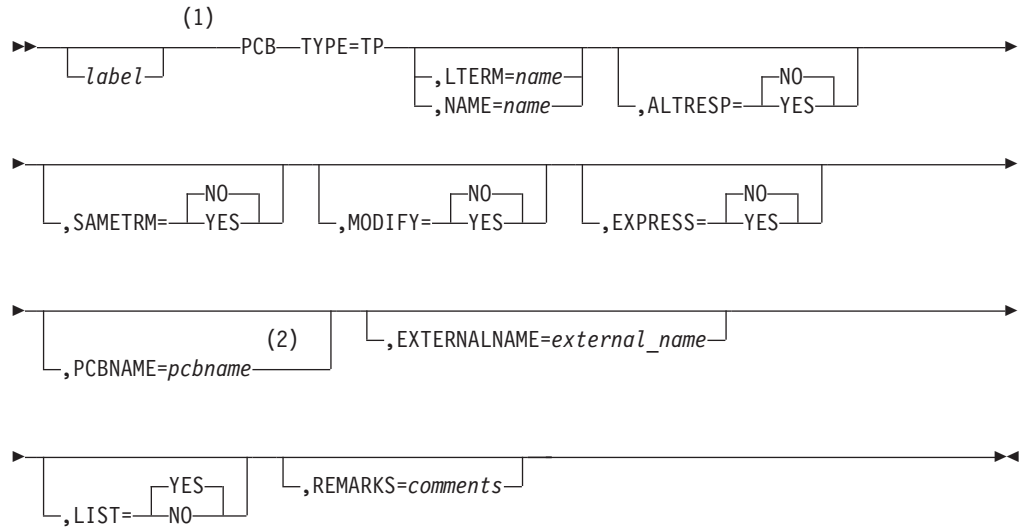 (1)
label PCB TYPE=TP ,LTERM=name ,ALTRESP= NO
,NAME=name YES
,SAMETRM= NO ,MODIFY= NO ,EXPRESS= NO
YES YES YES
(2)
,PCBNAME=pcbname ,EXTERNALNAME=external_name
,LIST= YES ,REMARKS=comments
NO